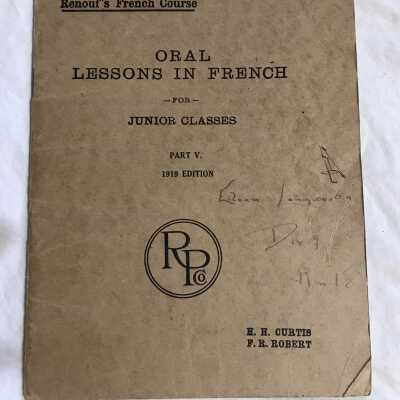 Renouf's French Course
ORAL
LESSONS IN FRENCH
—FOR—
JUNIOR CLASSES
PART V.
1919 EDITION
RPCo
H. H. CURTIS
F. R. ROBERT